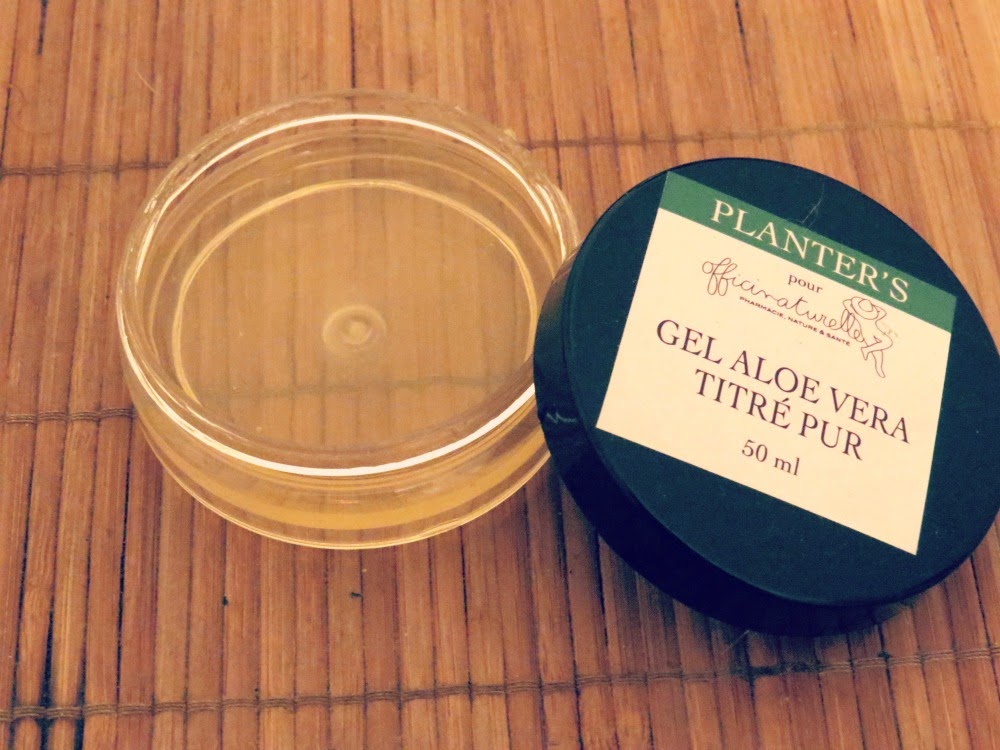 PLANTER'S
pour
officinaturelle
PHARMACIE, NATURE & SANTÉ
GEL ALOE VERA
TITRÉ PUR
50 ml